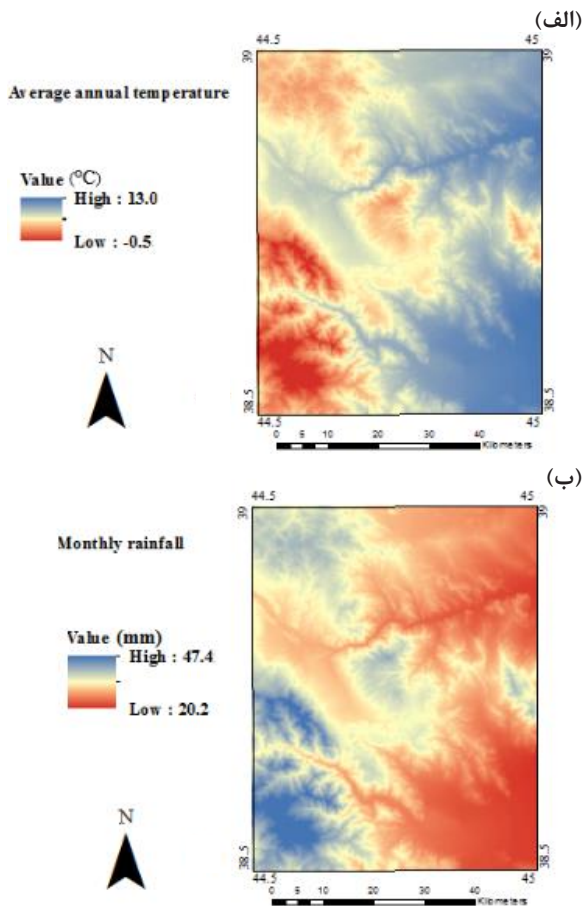 (الف)
44.5 45
39 39
Average annual temperature
Value (°C)
High : 13.0
Low : -0.5
N
38.5 38.5
44.5 45
0 5 10 20 30 40
Kilometers
(ب)
44.5 45
39 39
Monthly rainfall
Value (mm)
High : 47.4
Low : 20.2
N
38.5 38.5
44.5 45
0 5 10 20 30 40
Kilometers